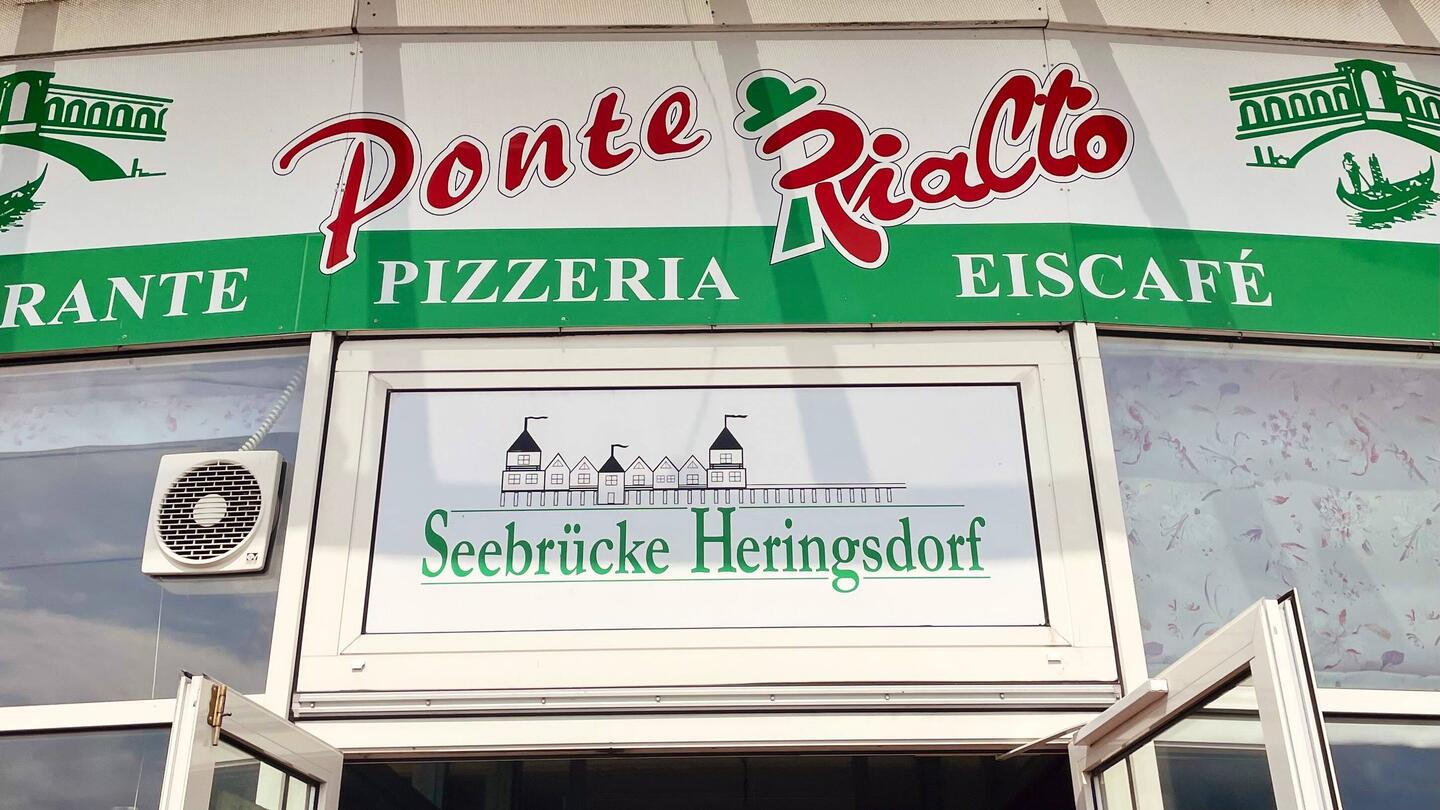 Ponte Rialto
RANTE PIZZERIA EISCAFÉ
Seebrücke Heringsdorf